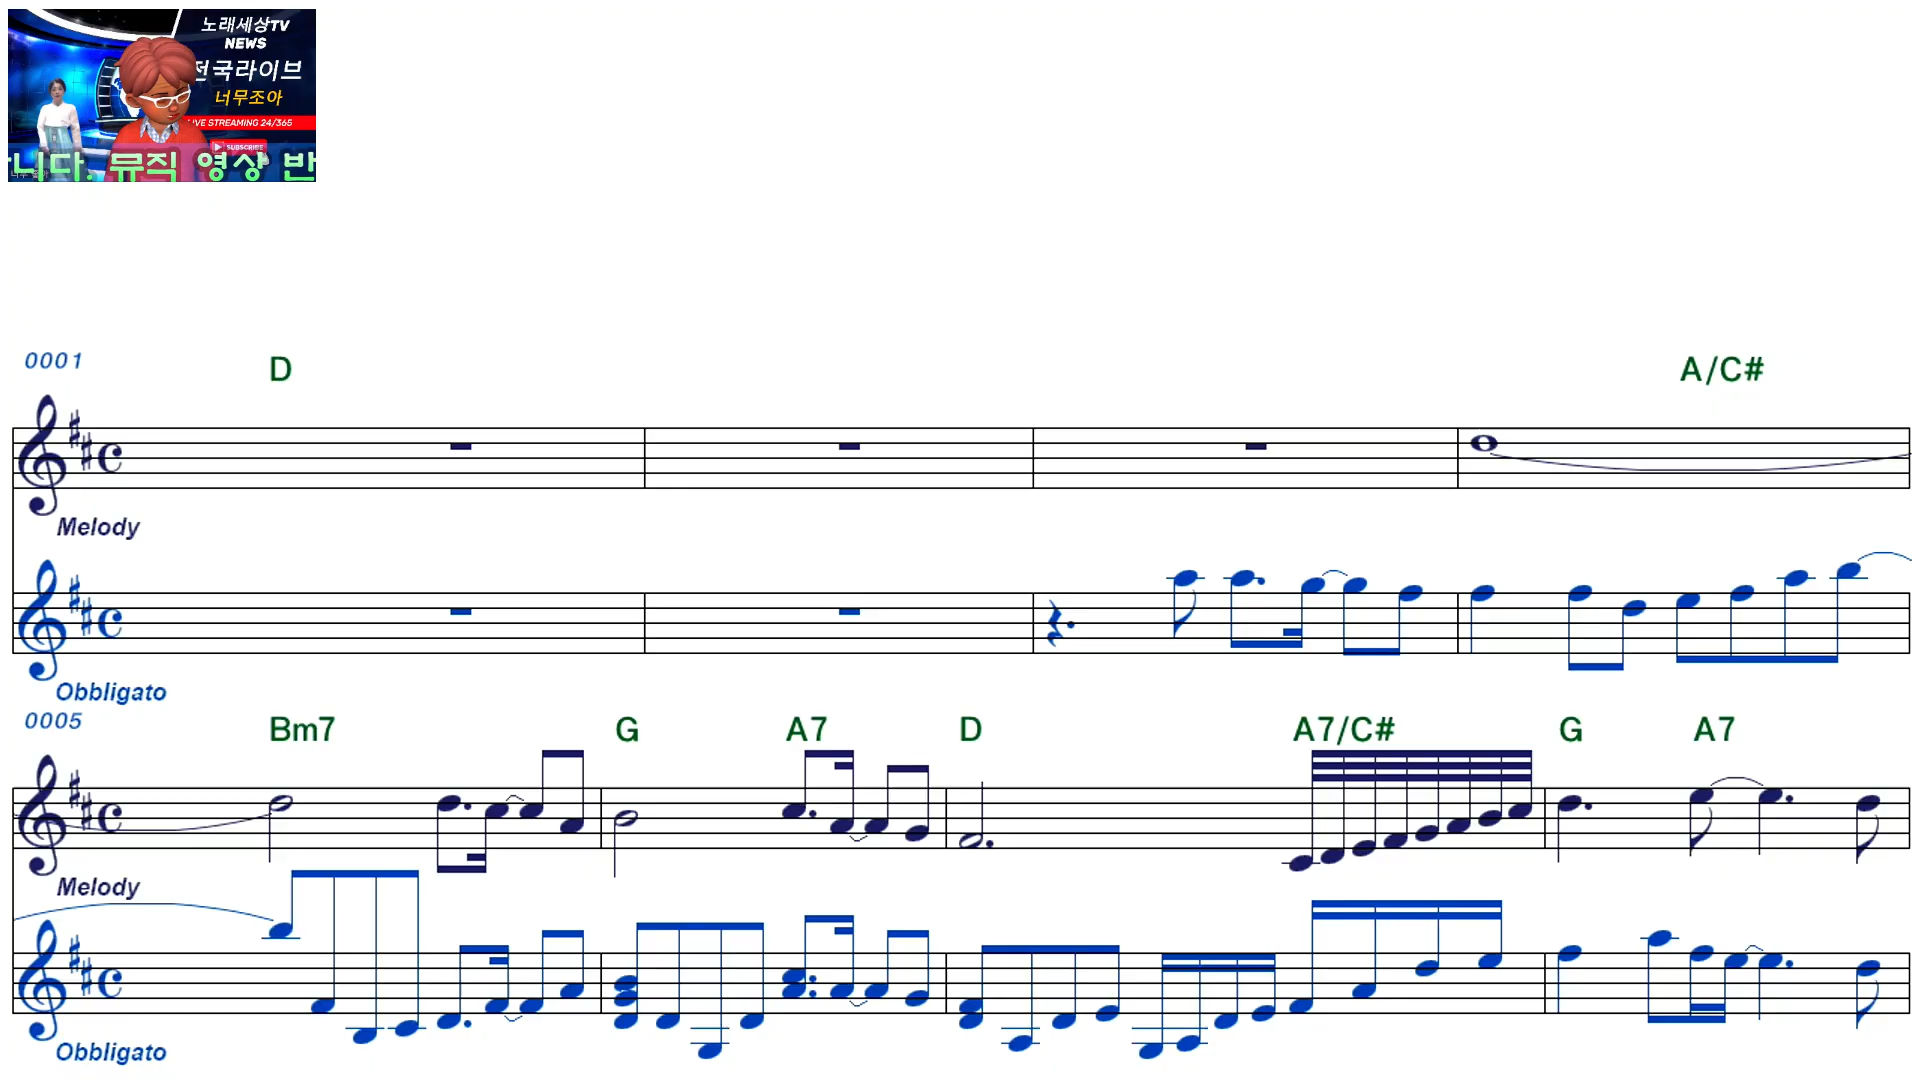 노래세상TV
NEWS
전국라이브
너무조아
LIVE STREAMING 24/365
SUBSCRIBE
니다. 뮤직 영상 반
0001
D A/C#
Melody
Obbligato
0005
Bm7 G A7 D A7/C# G A7
Melody
Obbligato